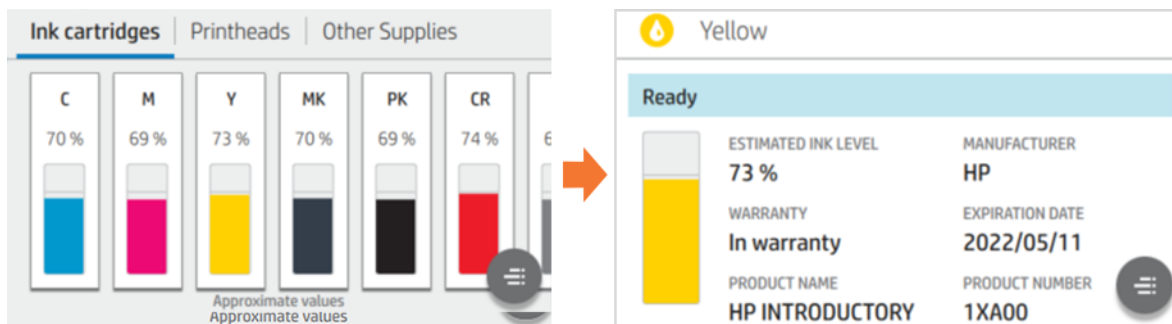 Ink cartridges | Printheads | Other Supplies
C M Y MK PK CR
70 % 69 % 73 % 70 % 69 % 74 % 6
Approximate values
Approximate values
Yellow
Ready
ESTIMATED INK LEVEL MANUFACTURER
73 % HP
WARRANTY EXPIRATION DATE
In warranty 2022/05/11
PRODUCT NAME PRODUCT NUMBER
HP INTRODUCTORY 1XA00